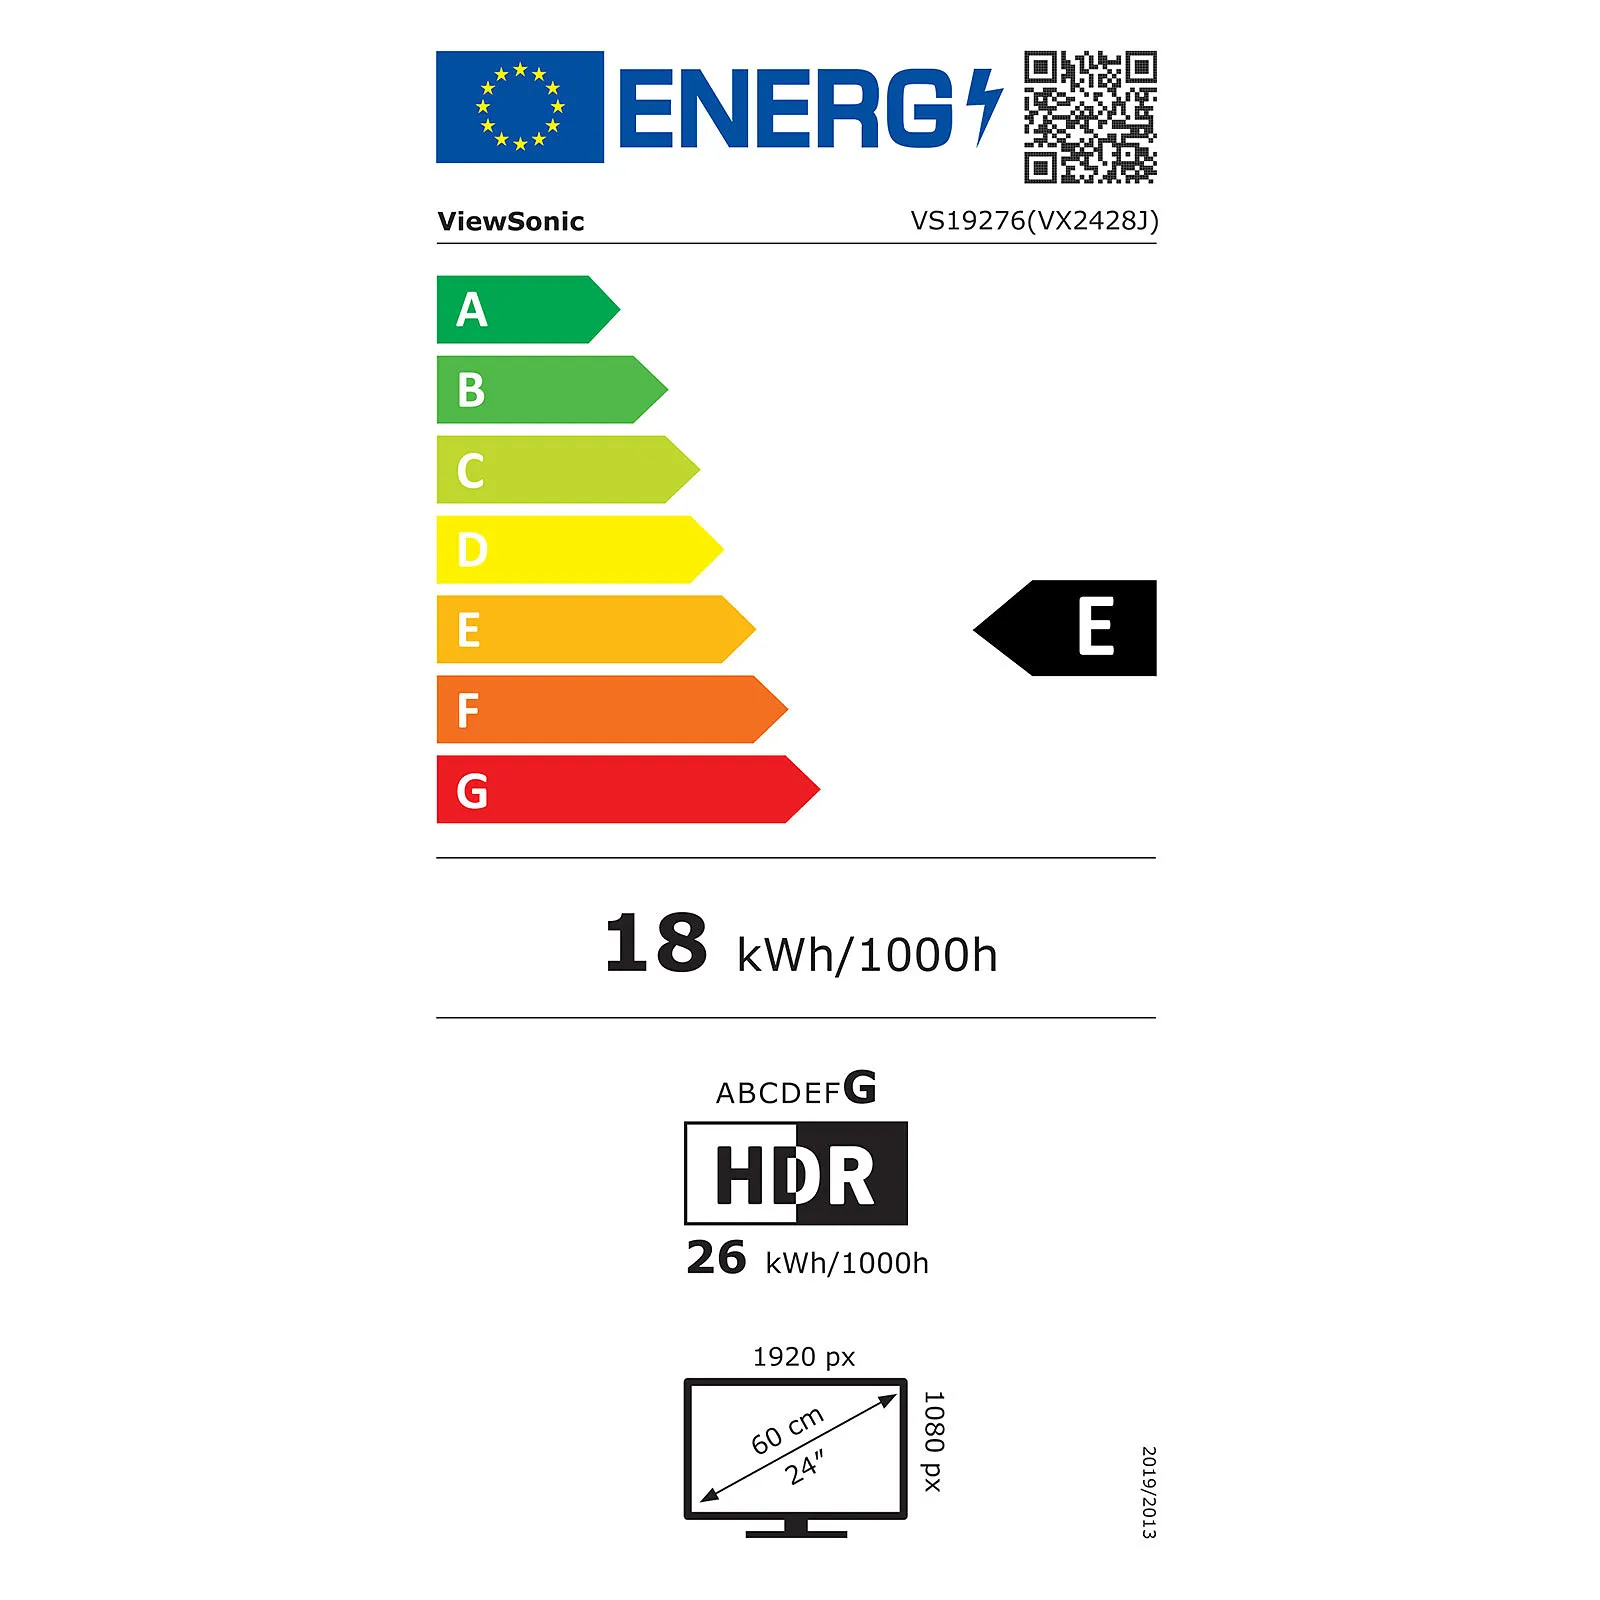 ENERG
ViewSonic
VS19276(VX2428J)
A
B
C
D
E
E
F
G
18 kWh/1000h
ABCDEFG
HDR
26 kWh/1000h
1920 px
60 cm
24"
1080 px
2019/2013